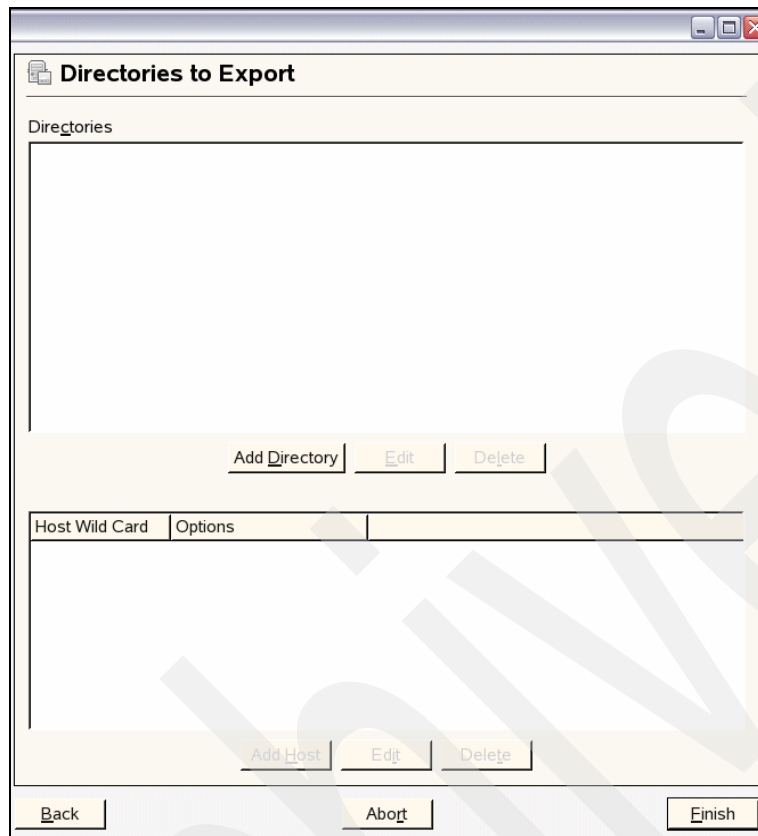 Directories to Export
Directories
Add Directory Edit Delete
Host Wild Card Options
Add Host Edit Delete
Back Abort Finish